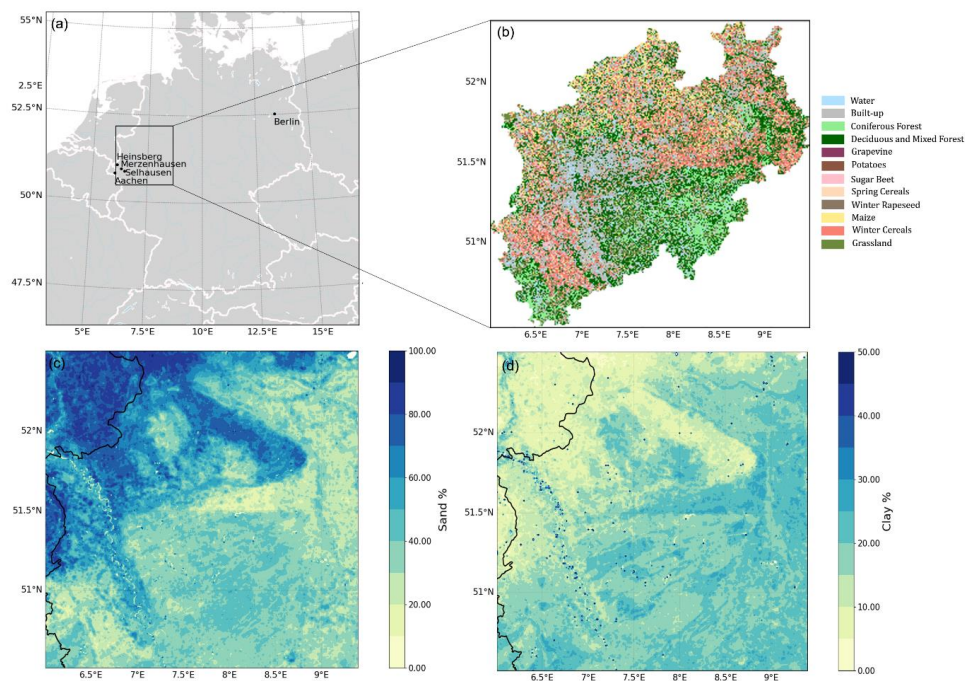 (a)
55°N
2.5°N
52.5°N
50°N
47.5°N
5°E 7.5°E 10°E 12.5°E 15°E
Berlin
Heinsberg
Merzenhausen
Selhausen
Aachen
(b)
52°N
51.5°N
51°N
6.5°E 7°E 7.5°E 8°E 8.5°E 9°E
Water
Built-up
Coniferous Forest
Deciduous and Mixed Forest
Grapevine
Potatoes
Sugar Beet
Spring Cereals
Winter Rapeseed
Maize
Winter Cereals
Grassland
(c)
52°N
51.5°N
51°N
6.5°E 7°E 7.5°E 8°E 8.5°E 9°E
100.00
80.00
60.00
40.00
20.00
0.00
Sand %
(d)
52°N
51.5°N
51°N
6.5°E 7°E 7.5°E 8°E 8.5°E 9°E
50.00
40.00
30.00
20.00
10.00
0.00
Clay %